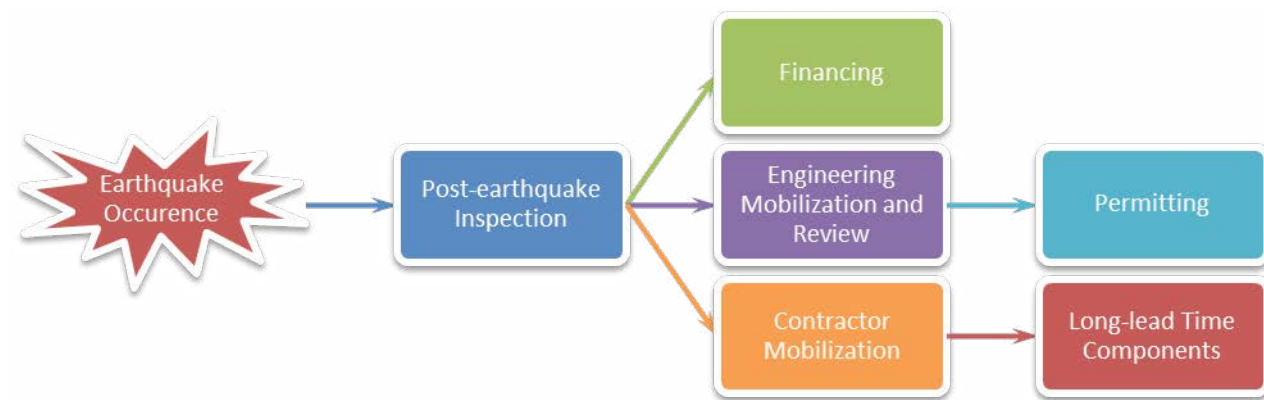 Earthquake
Occurence
Post-earthquake
Inspection
Financing
Engineering
Mobilization and
Review
Permitting
Contractor
Mobilization
Long-lead Time
Components